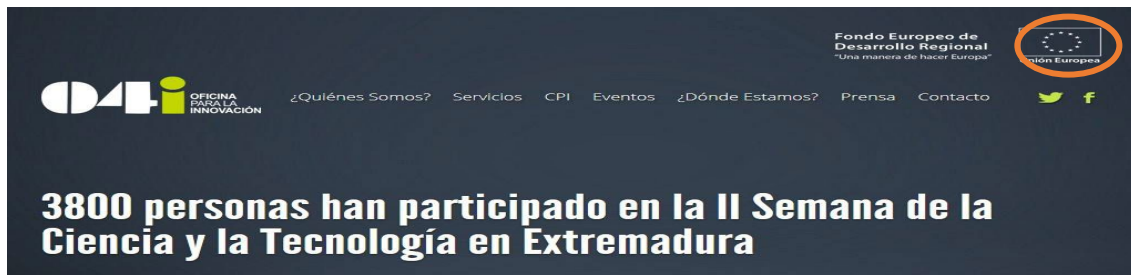 Fondo Europeo de
Desarrollo Regional
"Una manera de hacer Europa"
Unión Europea
O4i
OFICINA
PARA LA
INNOVACIÓN
¿Quiénes Somos? Servicios CPI Eventos ¿Dónde Estamos? Prensa Contacto
3800 personas han participado en la II Semana de la
Ciencia y la Tecnología en Extremadura